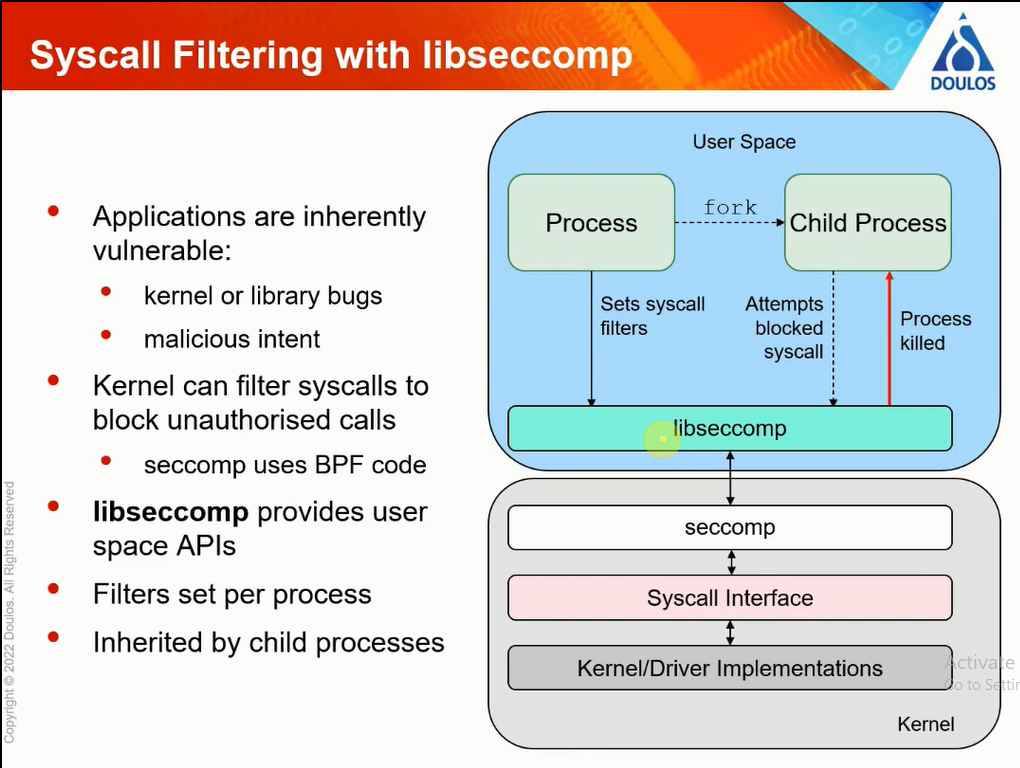 Syscall Filtering with libseccomp
DOULOS
Applications are inherently
vulnerable:
kernel or library bugs
malicious intent
Kernel can filter syscalls to
block unauthorised calls
seccomp uses BPF code
libseccomp provides user
space APIs
Filters set per process
Inherited by child processes
User Space
Process
fork
Child Process
Sets syscall
filters
Attempts
blocked
syscall
Process
killed
libseccomp
seccomp
Syscall Interface
Kernel/Driver Implementations
Kernel
Activate
Go to Settin
Copyright © 2022 Doulos. All Rights Reserved